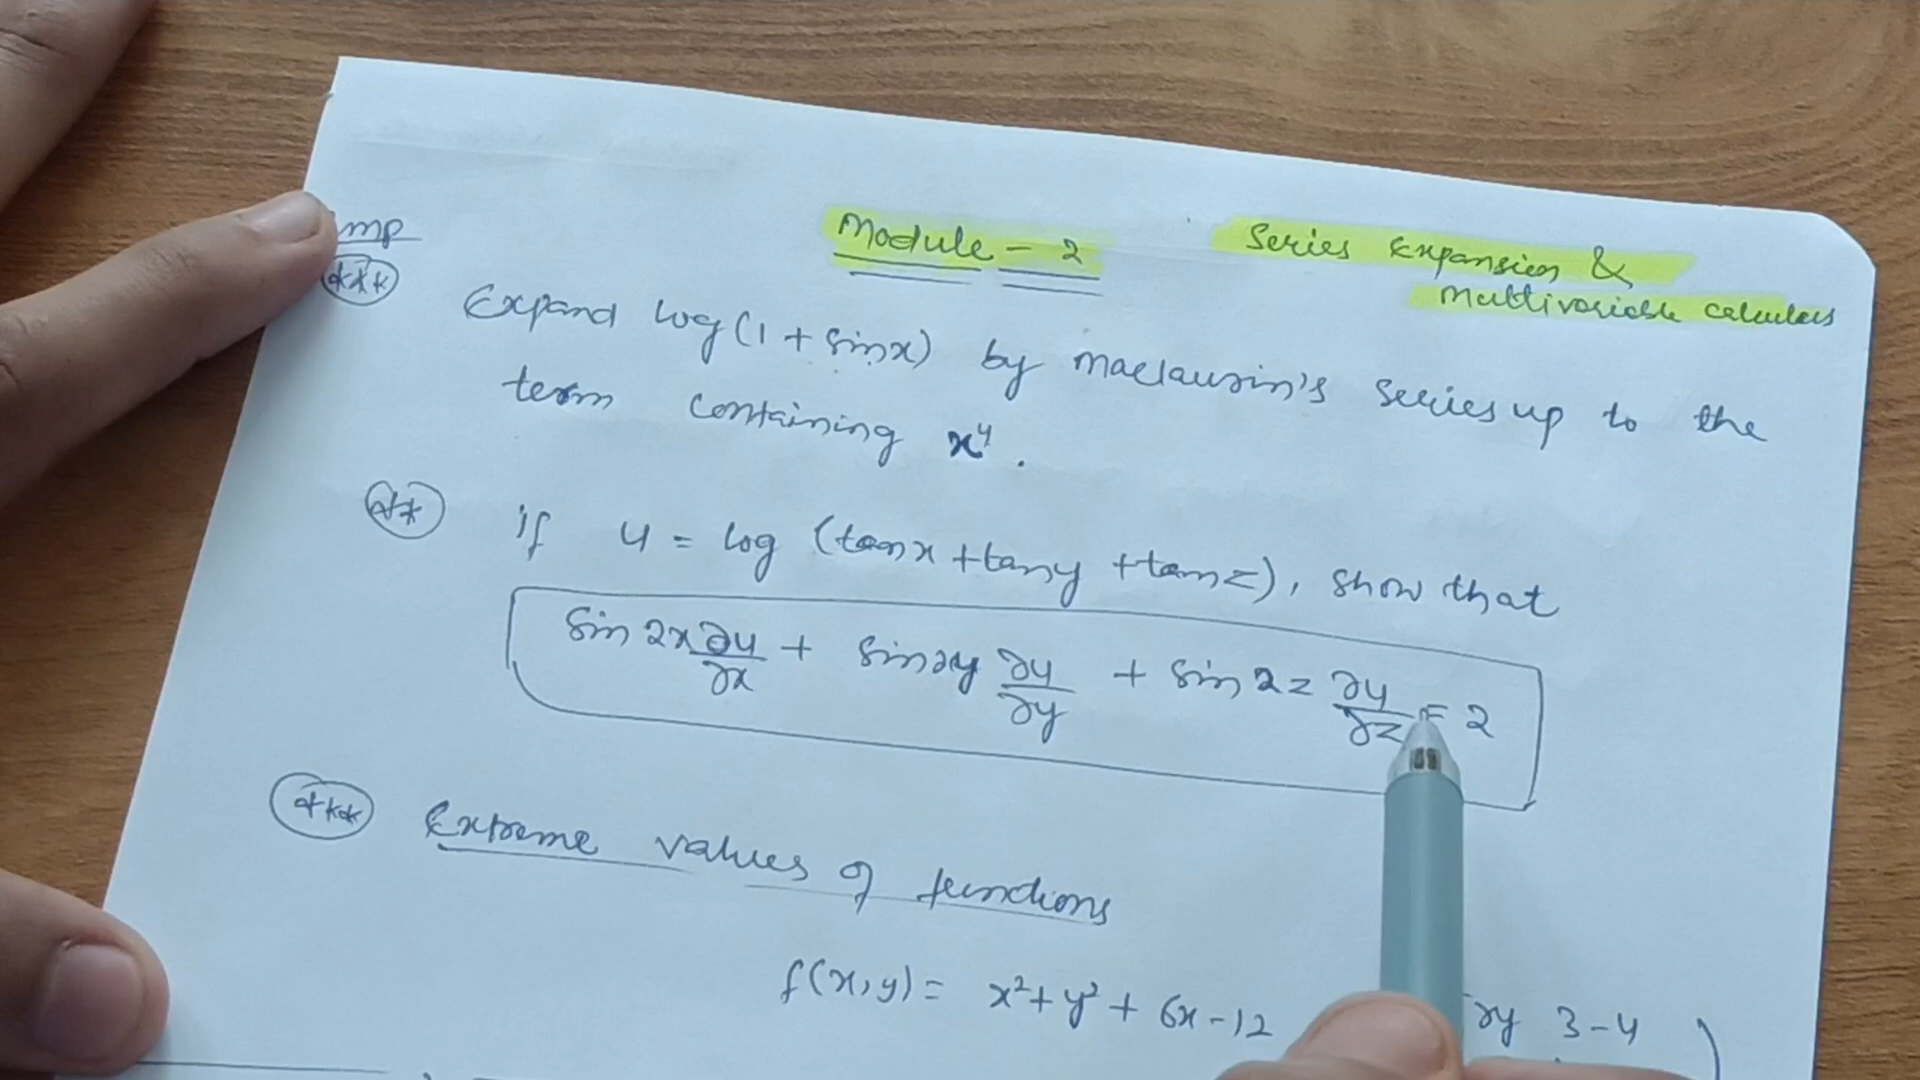 Imp
Module - 2
Series Expansion &
Multivariable calculus
*** Expand log(1 + sinx) by maclaurin's series up to the
term containing x⁴.
** If u = log (tanx + tany + tanz), show that
sin 2x ∂u/∂x + sin2y ∂u/∂y + sin 2z ∂u/∂z = 2
*** Extreme values of functions
f(x,y) = x² + y² + 6x - 12
3-4